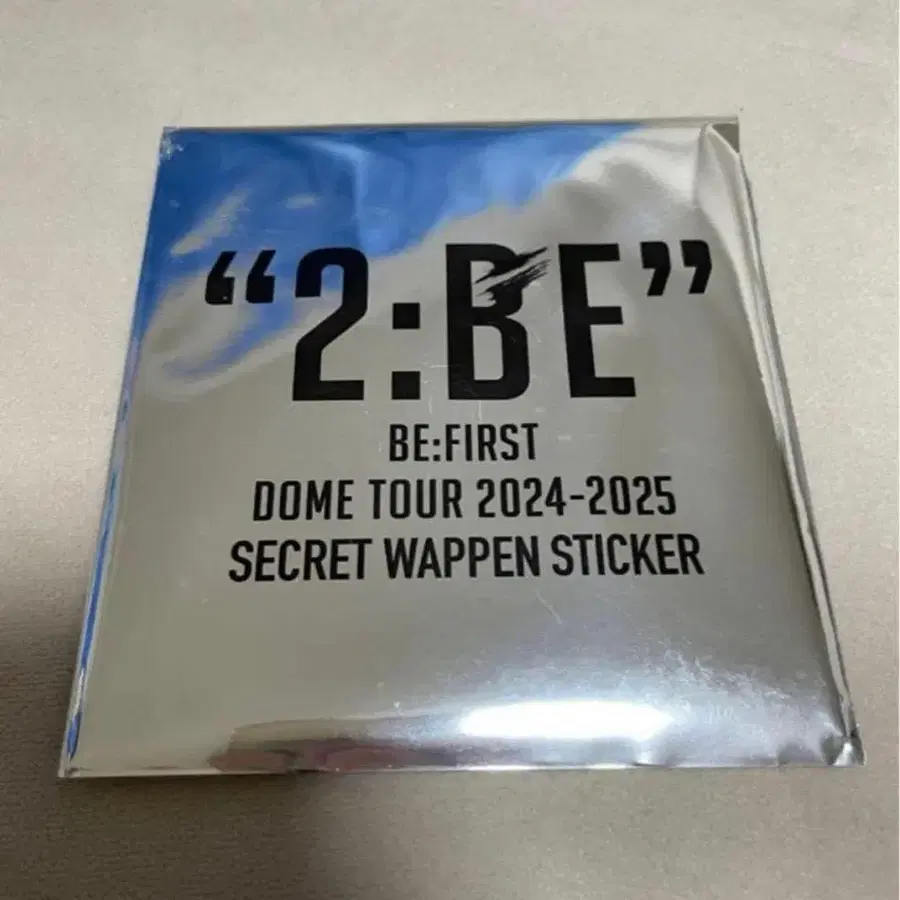 “2:BE”
BE:FIRST
DOME TOUR 2024-2025
SECRET WAPPEN STICKER